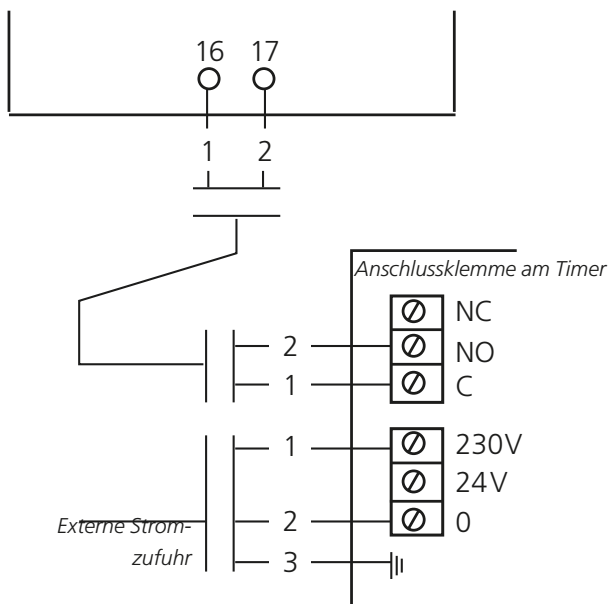 16 17
1 2
Anschlussklemme am Timer
NC
2 NO
1 C
1 230V
24V
Externe Strom-
zufuhr
2 0
3